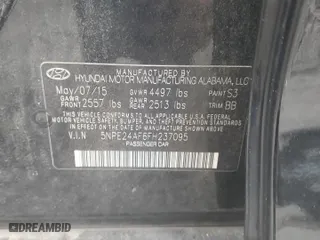 MANUFACTURED BY
HYUNDAI MOTOR MANUFACTURING ALABAMA, LLC
May/07/15 GVWR 4497 lbs PAINT S3
GAWR FRONT 2557 lbs GAWR REAR 2513 lbs TRIM BB
THIS VEHICLE CONFORMS TO ALL APPLICABLE
FEDERAL MOTOR VEHICLE SAFETY, BUMPER,
AND THEFT PREVENTION STANDARDS IN EFFECT
ON THE DATE OF MANUFACTURE SHOWN ABOVE.
V.I.N 5NPE24AF6FH237095
PASSENGER CAR